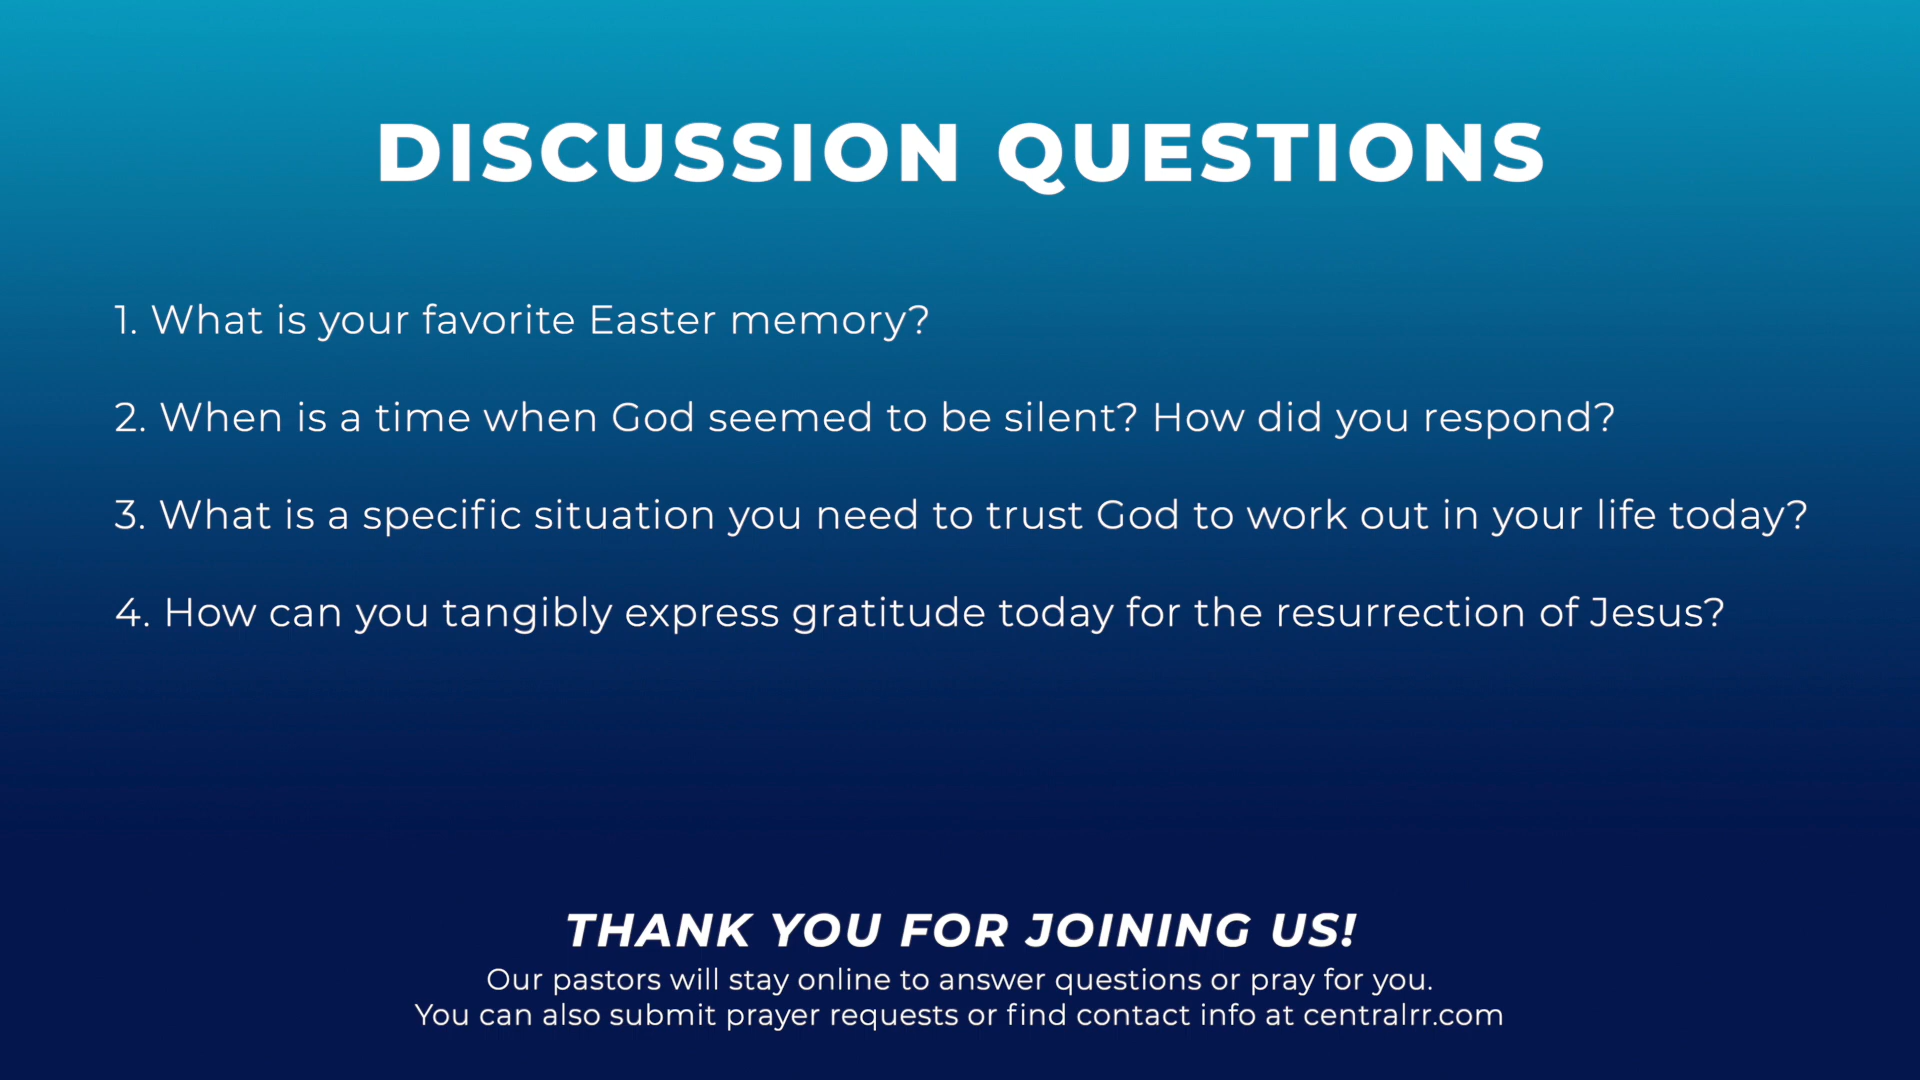 DISCUSSION QUESTIONS
1. What is your favorite Easter memory?
2. When is a time when God seemed to be silent? How did you respond?
3. What is a specific situation you need to trust God to work out in your life today?
4. How can you tangibly express gratitude today for the resurrection of Jesus?
THANK YOU FOR JOINING US!
Our pastors will stay online to answer questions or pray for you.
You can also submit prayer requests or find contact info at centralrr.com